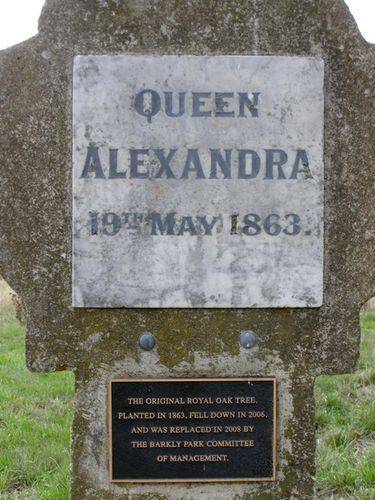 QUEEN
ALEXANDRA
19TH MAY 1863.
THE ORIGINAL ROYAL OAK TREE,
PLANTED IN 1863, FELL DOWN IN 2006,
AND WAS REPLACED IN 2008 BY
THE BARKLY PARK COMMITTEE
OF MANAGEMENT.